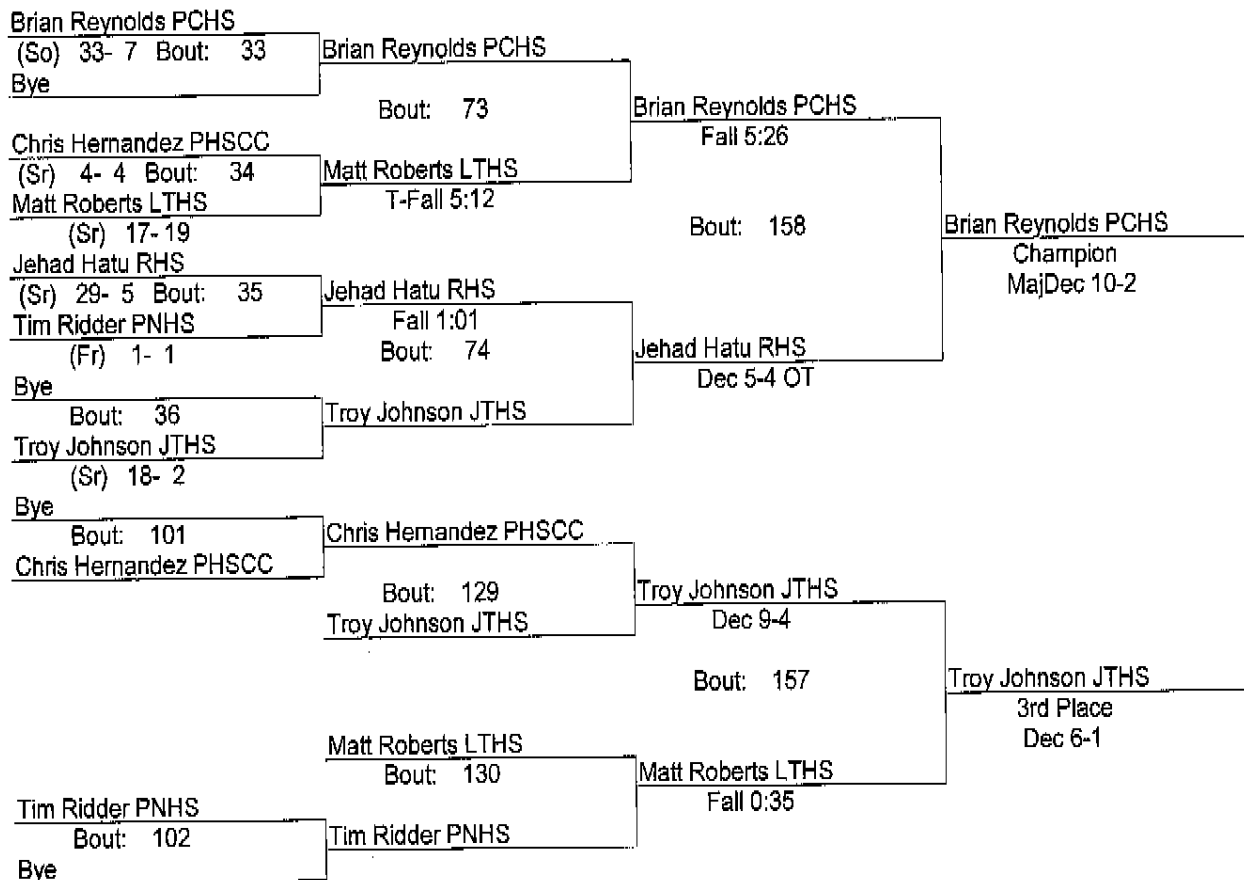 Brian Reynolds PCHS
(So) 33- 7 Bout: 33
Bye
Brian Reynolds PCHS
Bout: 73
Brian Reynolds PCHS
Fall 5:26
Chris Hernandez PHSCC
(Sr) 4- 4 Bout: 34
Matt Roberts LTHS
(Sr) 17- 19
Matt Roberts LTHS
T-Fall 5:12
Bout: 158
Brian Reynolds PCHS
Champion
MajDec 10-2
Jehad Hatu RHS
(Sr) 29- 5 Bout: 35
Tim Ridder PNHS
(Fr) 1- 1
Jehad Hatu RHS
Fall 1:01
Bout: 74
Jehad Hatu RHS
Dec 5-4 OT
Bye
Bout: 36
Troy Johnson JTHS
(Sr) 18- 2
Troy Johnson JTHS
Bye
Bout: 101
Chris Hernandez PHSCC
Chris Hernandez PHSCC
Bout: 129
Troy Johnson JTHS
Troy Johnson JTHS
Dec 9-4
Bout: 157
Troy Johnson JTHS
3rd Place
Dec 6-1
Matt Roberts LTHS
Bout: 130
Matt Roberts LTHS
Fall 0:35
Tim Ridder PNHS
Bout: 102
Bye
Tim Ridder PNHS